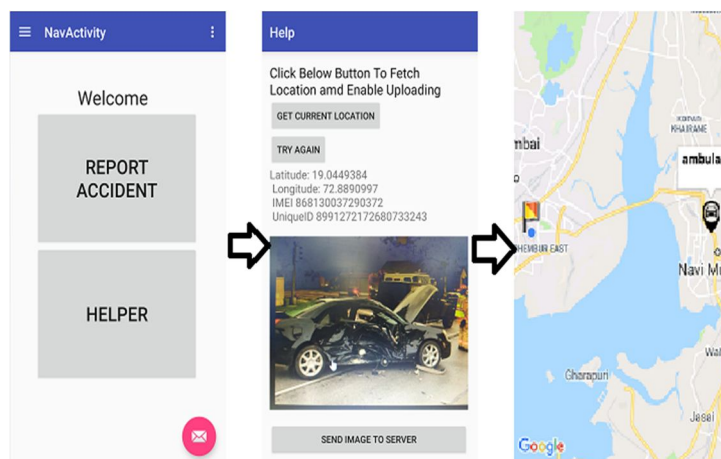 NavActivity
Welcome
REPORT
ACCIDENT
HELPER
Help
Click Below Button To Fetch
Location amd Enable Uploading
GET CURRENT LOCATION
TRY AGAIN
Latitude: 19.0449384
Longitude: 72.8890997
IMEI 868130037290372
UniqueID 8991272172680733243
SEND IMAGE TO SERVER
mbai
KHAIRANE
ambula
HEMBUR EAST
Navi Mu
Wal
Gharapuri
Jasai
Google